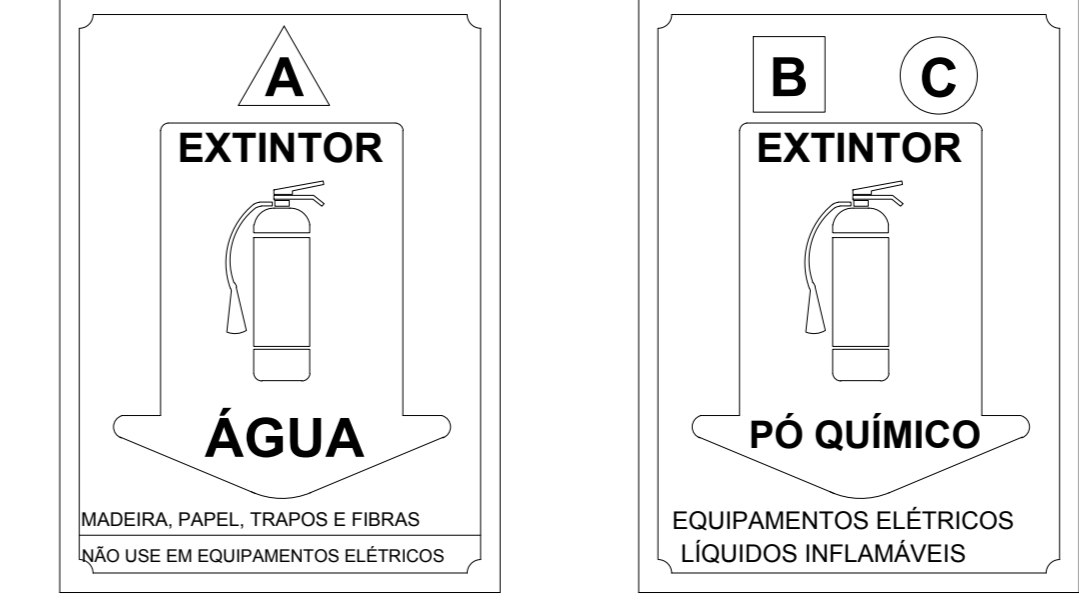 A
EXTINTOR
ÁGUA
MADEIRA, PAPEL, TRAPOS E FIBRAS
NÃO USE EM EQUIPAMENTOS ELÉTRICOS
B C
EXTINTOR
PÓ QUÍMICO
EQUIPAMENTOS ELÉTRICOS
LÍQUIDOS INFLAMÁVEIS